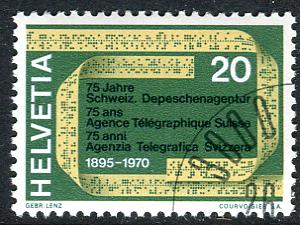 HELVETIA
20
75 Jahre
Schweiz. Depeschenagentur
75 ans
Agence Télégraphique Suisse
75 anni
Agenzia Telegrafica Svizzera
1895-1970
GEBR LENZ
COURVOISIER S.A.